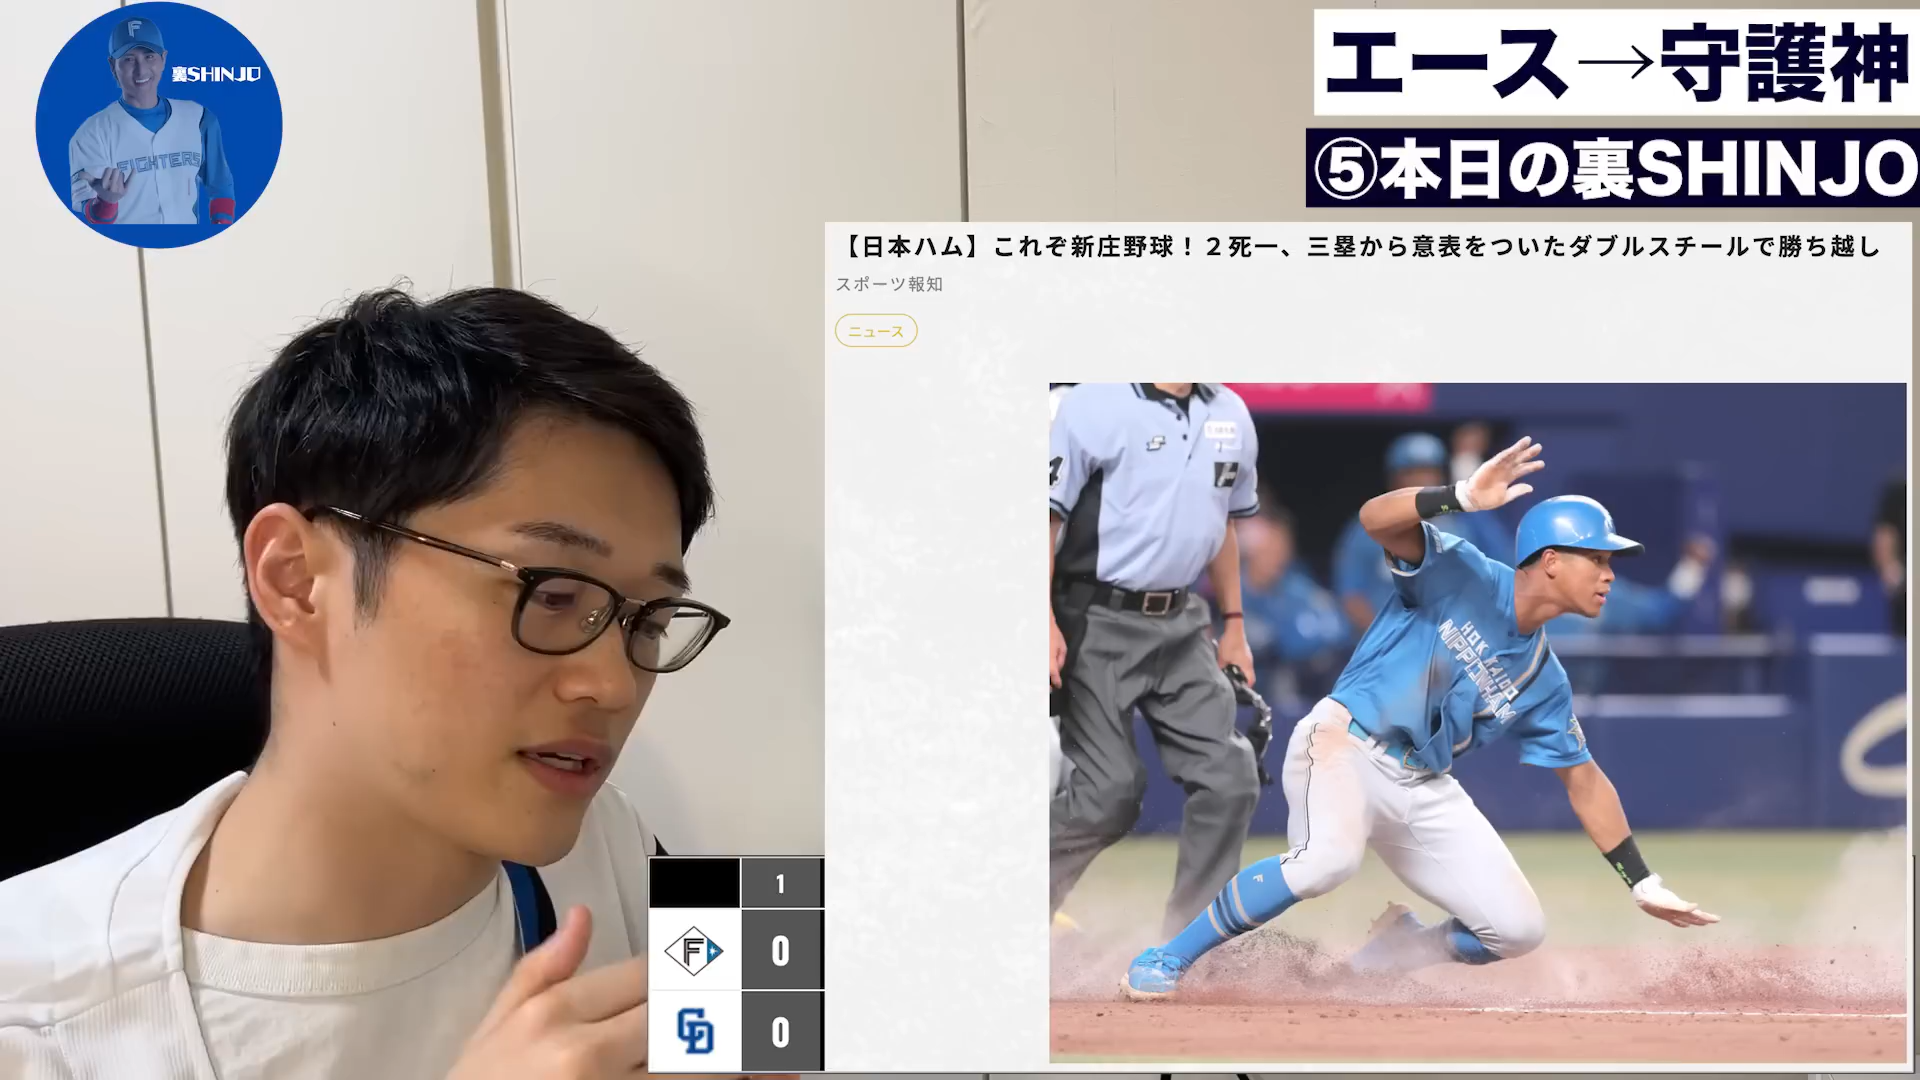 裏SHINJO
FIGHTERS
エース→守護神
⑤本日の裏SHINJO
【日本ハム】これぞ新庄野球！２死一、三塁から意表をついたダブルスチールで勝ち越し
スポーツ報知
ニュース
HOKKAIDO
NIPPONHAM
1
F
0
CD
0